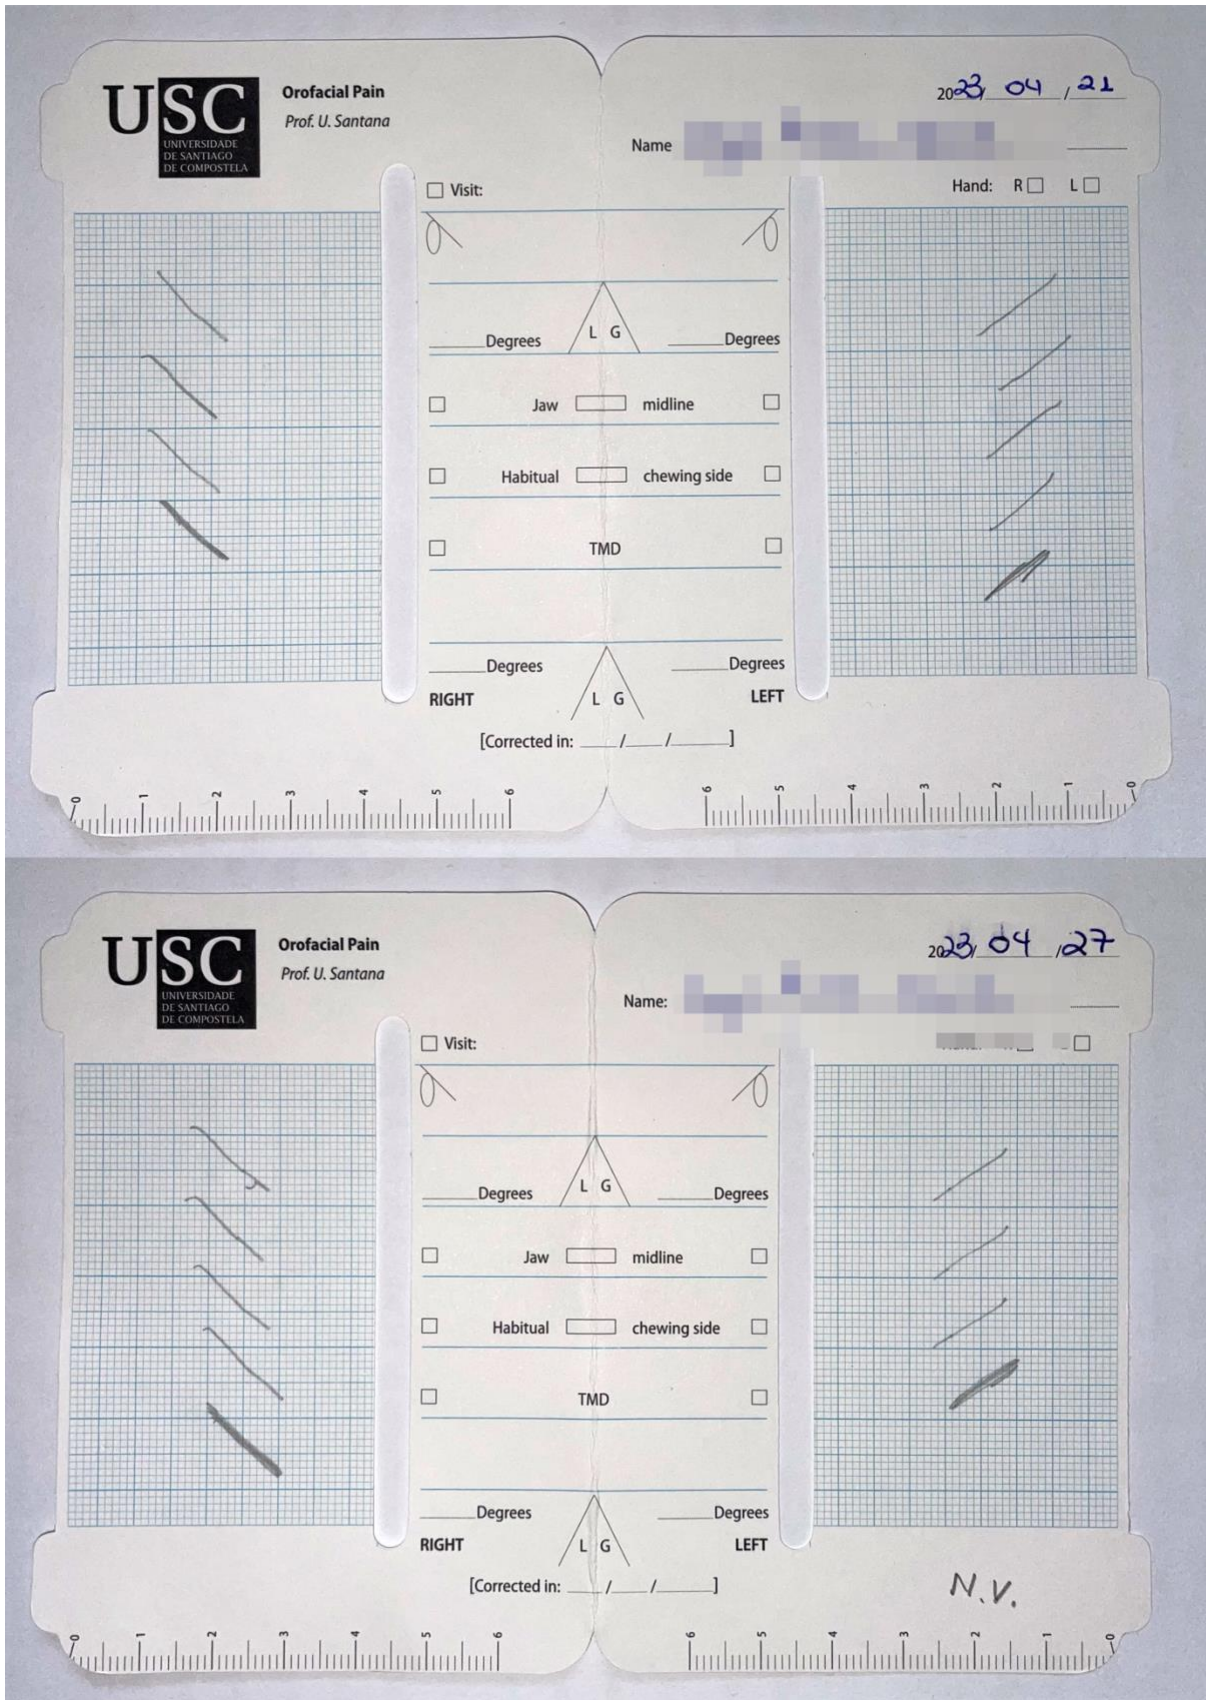 USC
UNIVERSIDADE
DE SANTIAGO
DE COMPOSTELA
Orofacial Pain
Prof. U. Santana
2023/ 04 / 21
Name
Hand: R L
Visit:
Degrees L G Degrees
Jaw midline
Habitual chewing side
TMD
Degrees Degrees
RIGHT L G LEFT
[Corrected in: / / ]
0 1 2 3 4 5 6 6 5 4 3 2 1 0
USC
UNIVERSIDADE
DE SANTIAGO
DE COMPOSTELA
Orofacial Pain
Prof. U. Santana
2023/ 04 /27
Name:
Visit:
Degrees L G Degrees
Jaw midline
Habitual chewing side
TMD
Degrees Degrees
RIGHT L G LEFT
[Corrected in: / / ]
N.V.
0 1 2 3 4 5 6 6 5 4 3 2 1 0